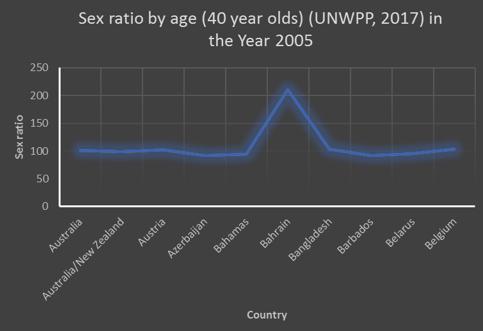 Sex ratio by age (40 year olds) (UNWPP, 2017) in
the Year 2005
250
200
150
100
50
0
Sex ratio
Australia
Australia/New Zealand
Austria
Azerbaijan
Bahamas
Bahrain
Bangladesh
Barbados
Belarus
Belgium
Country